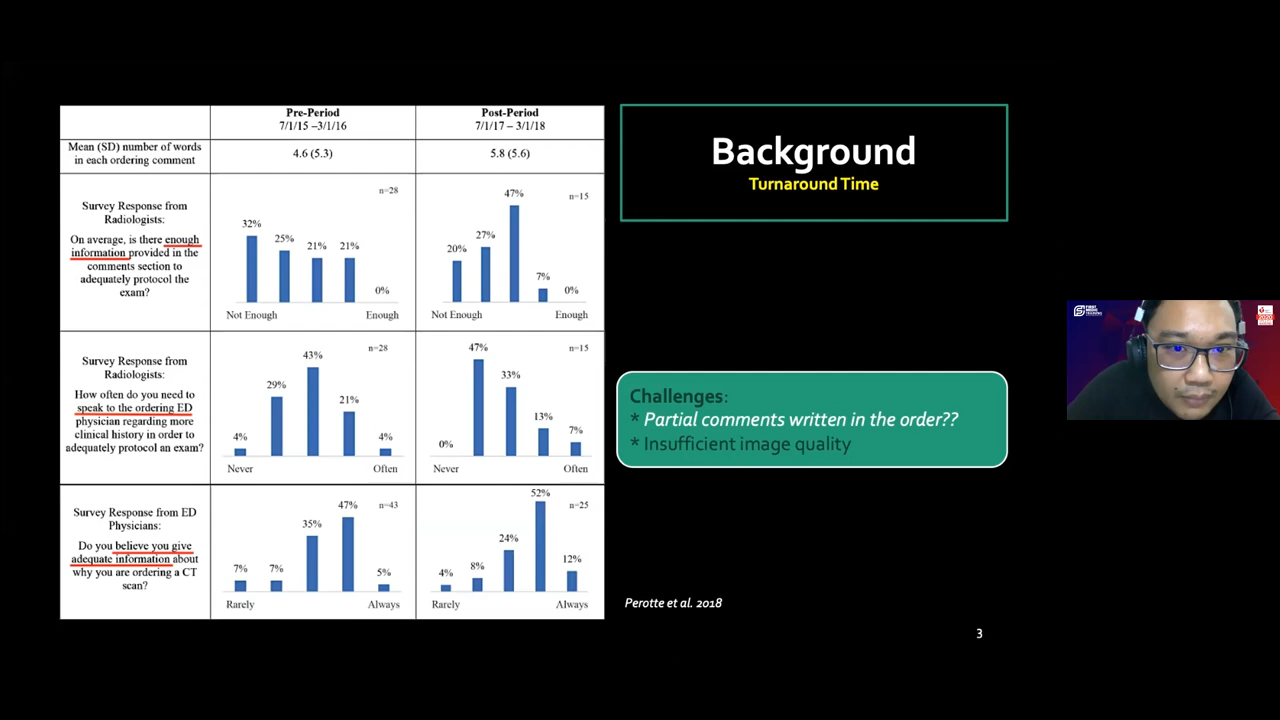 Pre-Period
7/1/15 –3/1/16
Post-Period
7/1/17 – 3/1/18
Mean (SD) number of words
in each ordering comment
4.6 (5.3)
5.8 (5.6)
Survey Response from
Radiologists:
On average, is there enough
information provided in the
comments section to
adequately protocol the
exam?
n=28
32%
25%
21%
21%
0%
Not Enough
Enough
n=15
20%
27%
47%
7%
0%
Not Enough
Enough
Survey Response from
Radiologists:
How often do you need to
speak to the ordering ED
physician regarding more
clinical history in order to
adequately protocol an exam?
n=28
4%
29%
43%
21%
4%
Never
Often
n=15
0%
47%
33%
13%
7%
Never
Often
Survey Response from ED
Physicians:
Do you believe you give
adequate information about
why you are ordering a CT
scan?
n=43
7%
7%
35%
47%
5%
Rarely
Always
n=25
4%
8%
24%
52%
12%
Rarely
Always
Background
Turnaround Time
Challenges:
* Partial comments written in the order??
* Insufficient image quality
Perotte et al. 2018
3